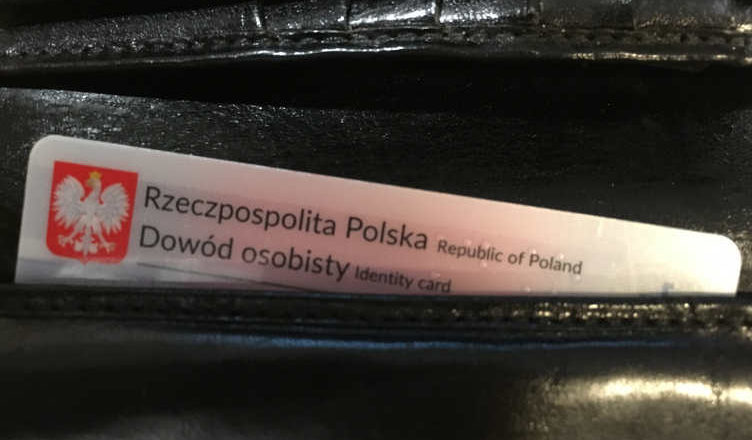 Rzeczpospolita Polska Republic of Poland
Dowód osobisty Identity card